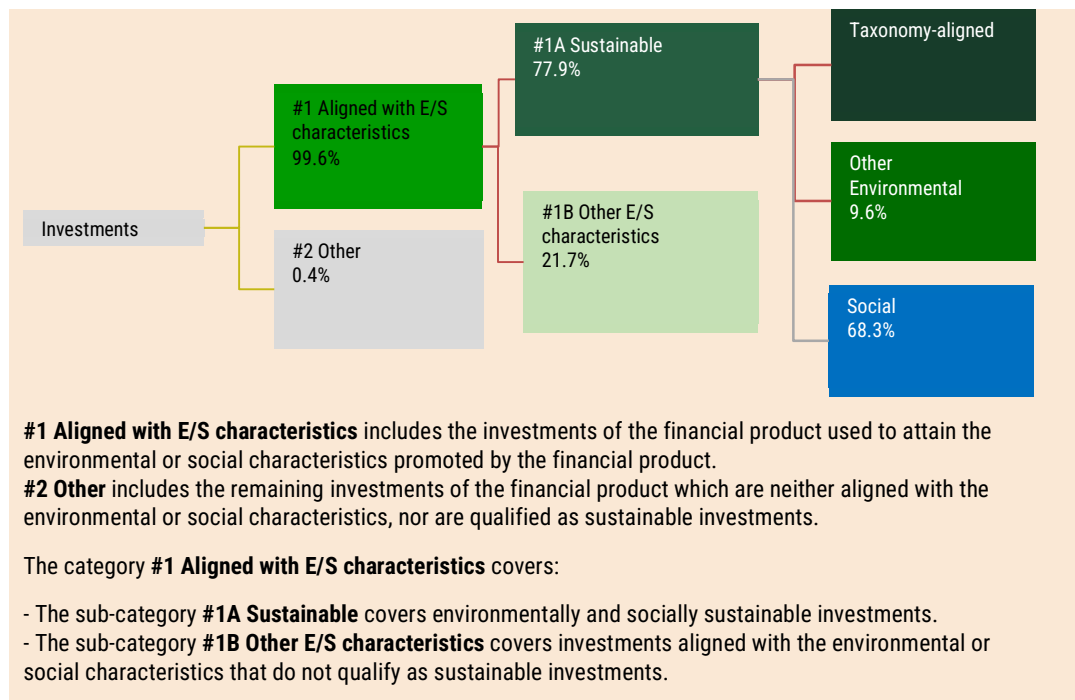 Investments
#1 Aligned with E/S
characteristics
99.6%
#2 Other
0.4%
#1A Sustainable
77.9%
#1B Other E/S
characteristics
21.7%
Taxonomy-aligned
Other
Environmental
9.6%
Social
68.3%
#1 Aligned with E/S characteristics includes the investments of the financial product used to attain the
environmental or social characteristics promoted by the financial product.
#2 Other includes the remaining investments of the financial product which are neither aligned with the
environmental or social characteristics, nor are qualified as sustainable investments.
The category #1 Aligned with E/S characteristics covers:
- The sub-category #1A Sustainable covers environmentally and socially sustainable investments.
- The sub-category #1B Other E/S characteristics covers investments aligned with the environmental or
social characteristics that do not qualify as sustainable investments.